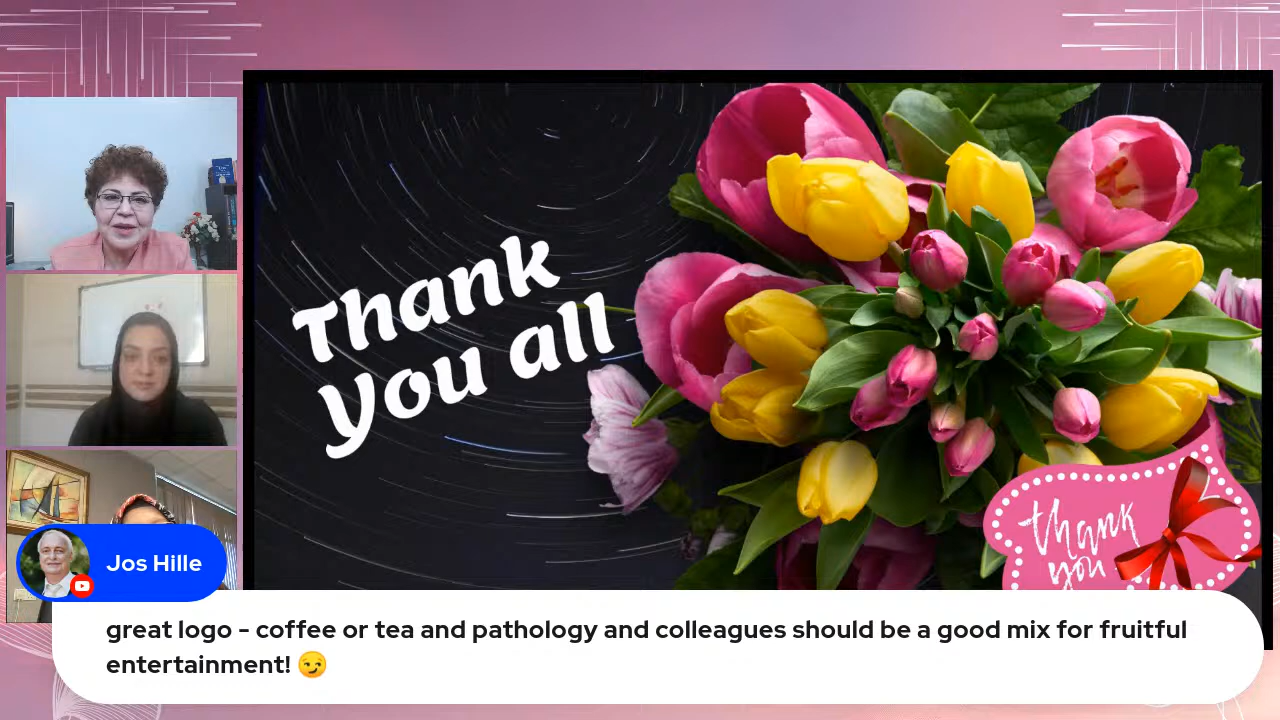 Thank
You all
thank
you
Jos Hille
great logo - coffee or tea and pathology and colleagues should be a good mix for fruitful
entertainment! 😏